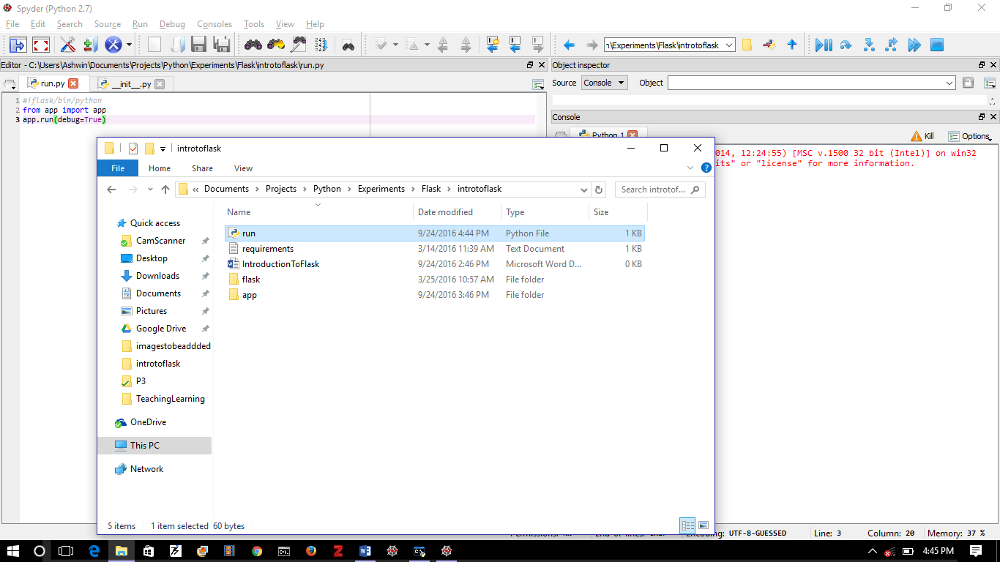 Spyder (Python 2.7)
File Edit Search Source Run Debug Consoles Tools View Help
n\Experiments\Flask\introtoflask
Editor - C:\Users\Ashwin\Documents\Projects\Python\Experiments\Flask\introtoflask\run.py
Object inspector
run.py
__init__.py
Source Console Object
1 #!flask/bin/python
2 from app import app
3 app.run(debug=True)
Console
Python 1
Kill Options
014, 12:24:55) [MSC v.1500 32 bit (Intel)] on win32
its" or "license" for more information.
introtoflask
File Home Share View
« Documents > Projects > Python > Experiments > Flask > introtoflask
Search introtof...
Name Date modified Type Size
run 9/24/2016 4:44 PM Python File 1 KB
requirements 3/14/2016 11:39 AM Text Document 1 KB
IntroductionToFlask 9/24/2016 2:46 PM Microsoft Word D... 0 KB
flask 3/25/2016 10:57 AM File folder
app 9/24/2016 3:46 PM File folder
Quick access
CamScanner
Desktop
Downloads
Documents
Pictures
Google Drive
imagestobeaddded
introtoflask
P3
TeachingLearning
OneDrive
This PC
Network
5 items 1 item selected 60 bytes
UTF-8-GUESSED Line: 3 Column: 20 Memory: 37 %
4:45 PM